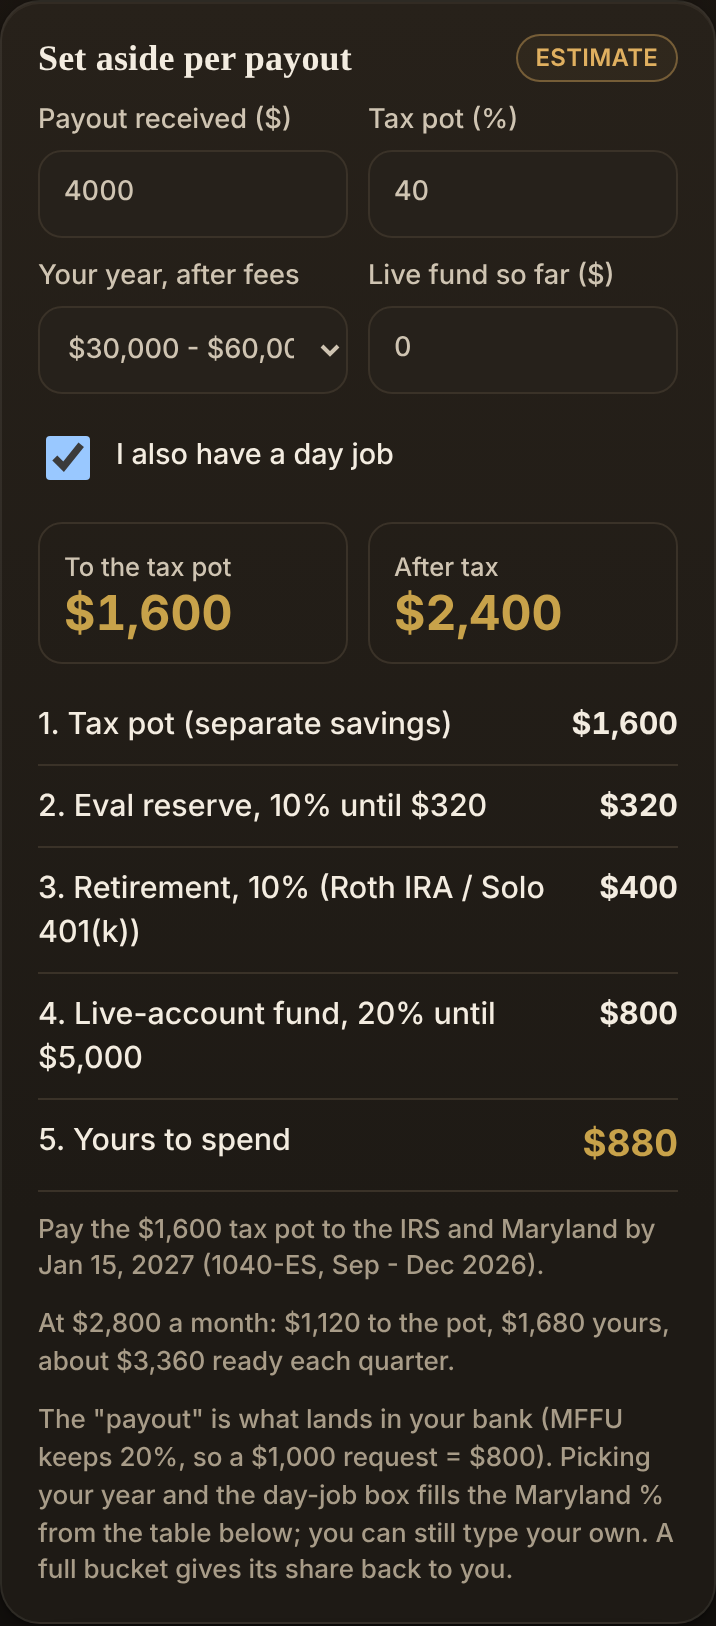 Set aside per payout
ESTIMATE
Payout received ($)
Tax pot (%)
4000
40
Your year, after fees
Live fund so far ($)
$30,000 - $60,00
0
I also have a day job
To the tax pot
$1,600
After tax
$2,400
1. Tax pot (separate savings)
$1,600
2. Eval reserve, 10% until $320
$320
3. Retirement, 10% (Roth IRA / Solo
401(k))
$400
4. Live-account fund, 20% until
$5,000
$800
5. Yours to spend
$880
Pay the $1,600 tax pot to the IRS and Maryland by
Jan 15, 2027 (1040-ES, Sep - Dec 2026).
At $2,800 a month: $1,120 to the pot, $1,680 yours,
about $3,360 ready each quarter.
The "payout" is what lands in your bank (MFFU
keeps 20%, so a $1,000 request = $800). Picking
your year and the day-job box fills the Maryland %
from the table below; you can still type your own. A
full bucket gives its share back to you.